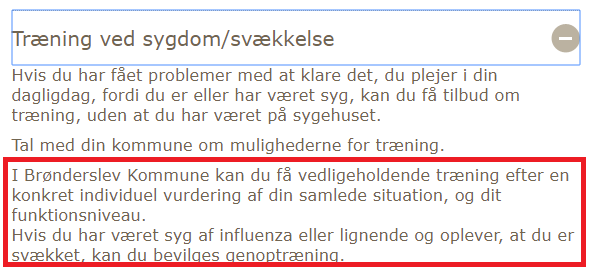 Træning ved sygdom/svækkelse
Hvis du har fået problemer med at klare det, du plejer i din
dagligdag, fordi du er eller har været syg, kan du få tilbud om
træning, uden at du har været på sygehuset.
Tal med din kommune om mulighederne for træning.
I Brønderslev Kommune kan du få vedligeholdende træning efter en
konkret individuel vurdering af din samlede situation, og dit
funktionsniveau.
Hvis du har været syg af influenza eller lignende og oplever, at du er
svækket, kan du bevilges genoptræning.